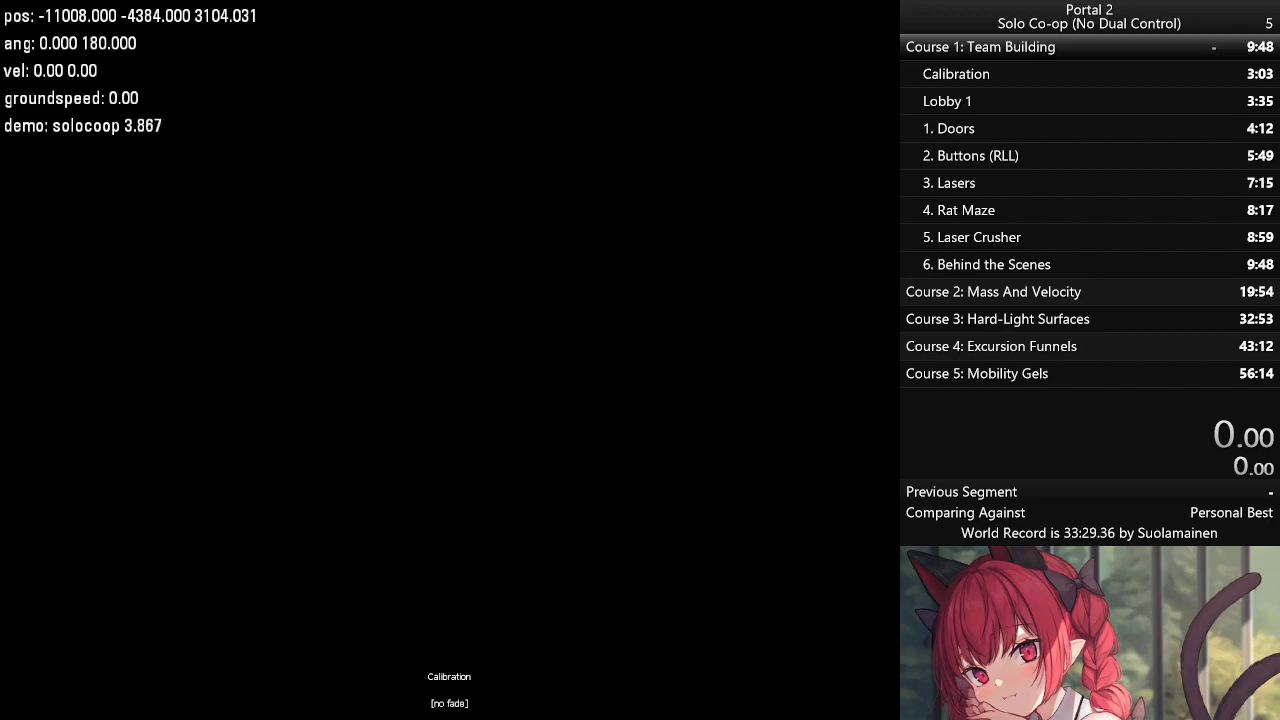 pos: -11008.000 -4384.000 3104.031
ang: 0.000 180.000
vel: 0.00 0.00
groundspeed: 0.00
demo: solocoop 3.867
Calibration
[no fade]
Portal 2
Solo Co-op (No Dual Control) 5
Course 1: Team Building - 9:48
Calibration 3:03
Lobby 1 3:35
1. Doors 4:12
2. Buttons (RLL) 5:49
3. Lasers 7:15
4. Rat Maze 8:17
5. Laser Crusher 8:59
6. Behind the Scenes 9:48
Course 2: Mass And Velocity 19:54
Course 3: Hard-Light Surfaces 32:53
Course 4: Excursion Funnels 43:12
Course 5: Mobility Gels 56:14
0.00
0.00
Previous Segment -
Comparing Against Personal Best
World Record is 33:29.36 by Suolamainen